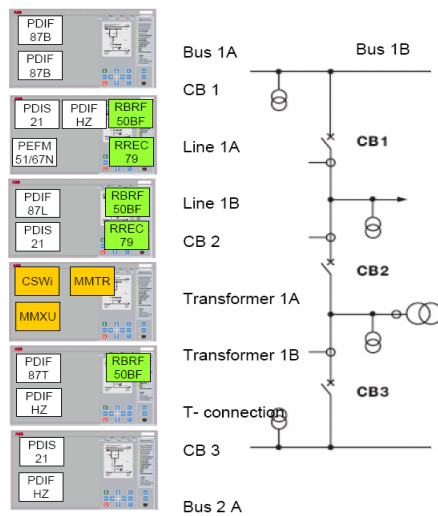 ABB
PDIF
87B
PDIF
87B
PDIS
21
PDIF
HZ
RBRF
50BF
PEFM
51/67N
RREC
79
PDIF
87L
RBRF
50BF
PDIS
21
RREC
79
CSWi
MMTR
MMXU
PDIF
87T
RBRF
50BF
PDIF
HZ
PDIS
21
PDIF
HZ
Bus 1A
Bus 1B
CB 1
Line 1A
Line 1B
CB 2
Transformer 1A
Transformer 1B
T- connection
CB 3
Bus 2 A
CB1
CB2
CB3